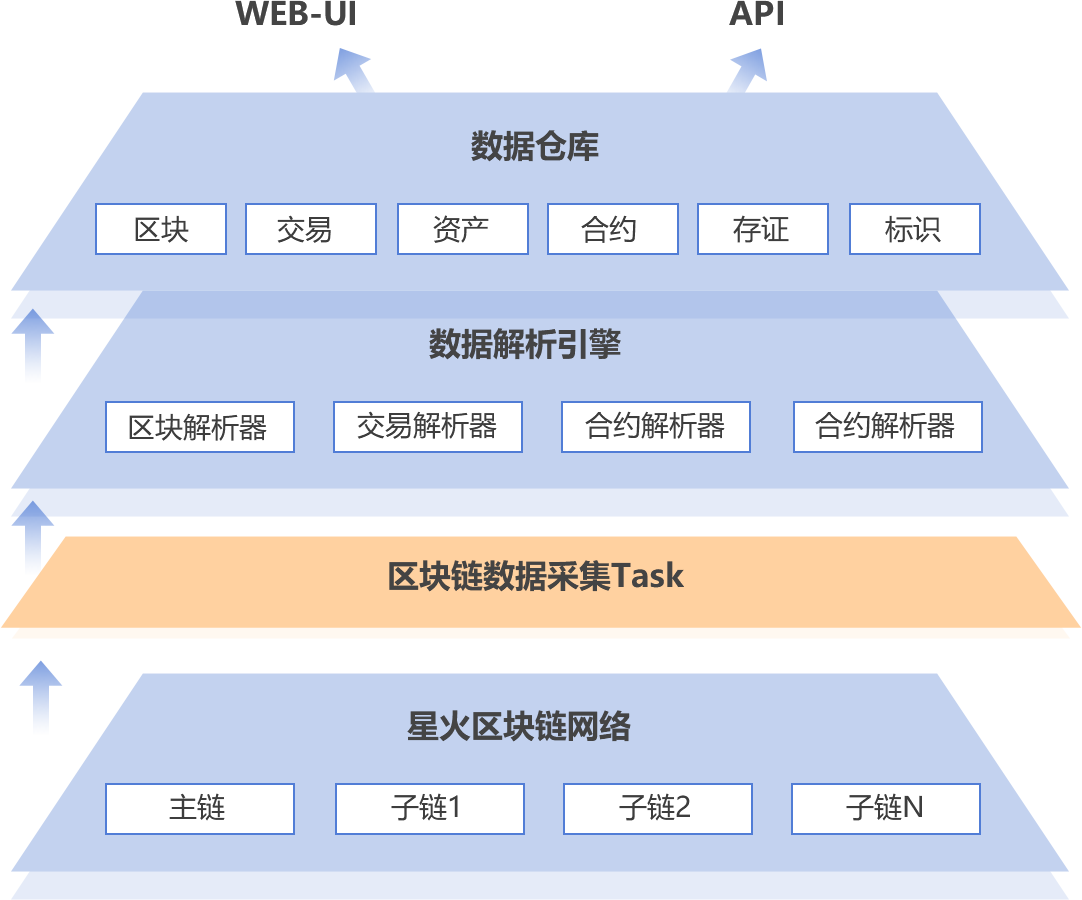 WEB-UI
API
数据仓库
区块
交易
资产
合约
存证
标识
数据解析引擎
区块解析器
交易解析器
合约解析器
合约解析器
区块链数据采集Task
星火区块链网络
主链
子链1
子链2
子链N